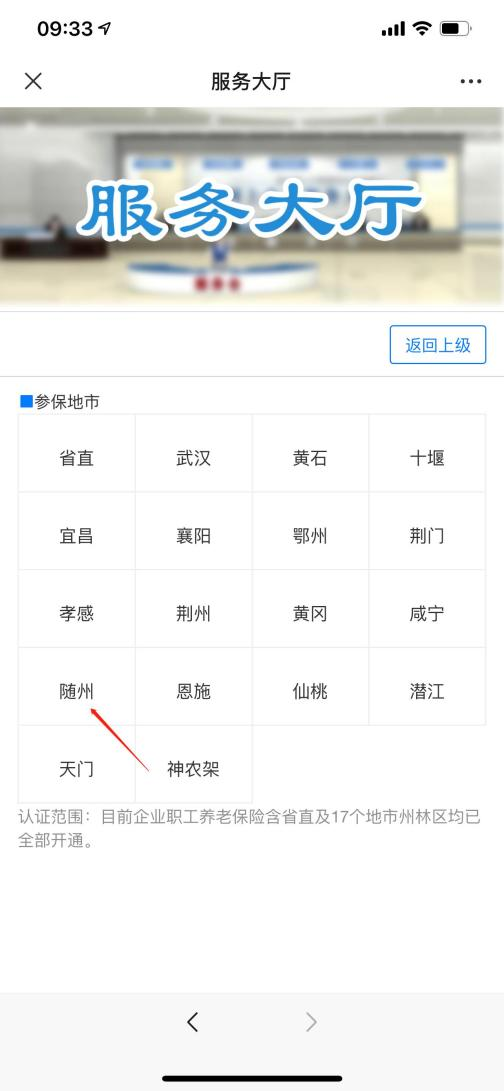 09:33
服务大厅
服务大厅
返回上级
参保地市
省直 武汉 黄石 十堰
宜昌 襄阳 鄂州 荆门
孝感 荆州 黄冈 咸宁
随州 恩施 仙桃 潜江
天门 神农架
认证范围：目前企业职工养老保险含省直及17个地市州林区均已
全部开通。